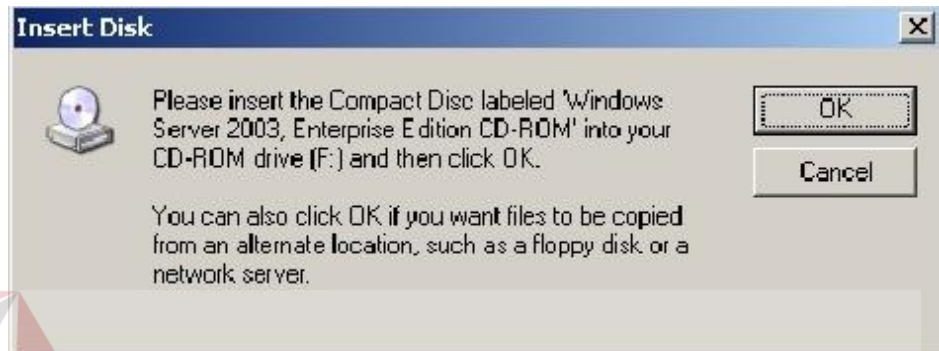 Insert Disk
Please insert the Compact Disc labeled 'Windows
Server 2003, Enterprise Edition CD-ROM' into your
CD-ROM drive (F:) and then click OK.
OK
Cancel
You can also click OK if you want files to be copied
from an alternate location, such as a floppy disk or a
network server.